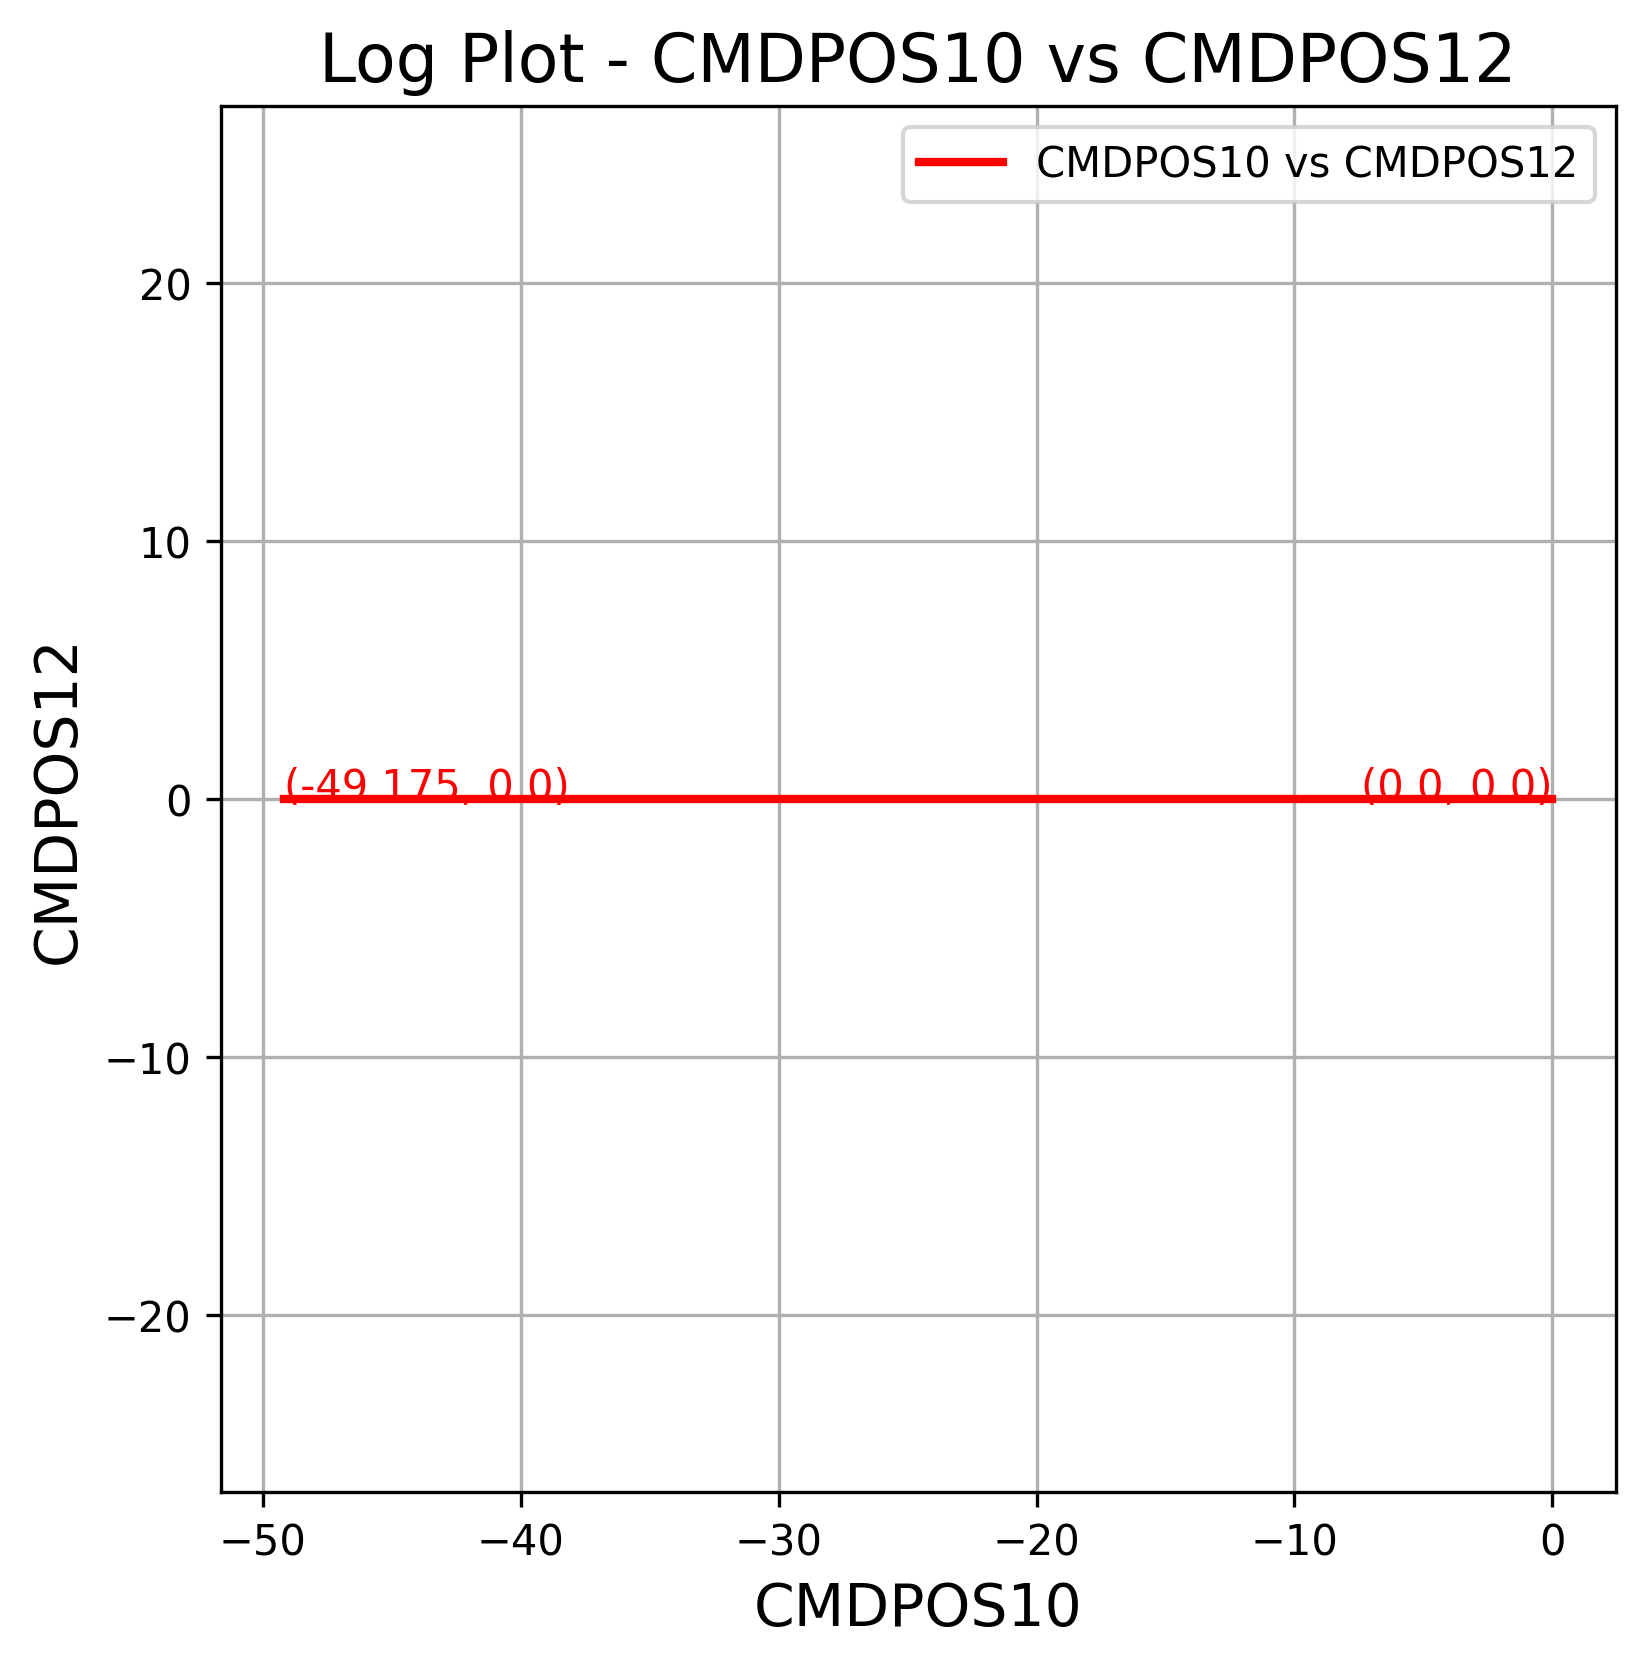 Log Plot - CMDPOS10 vs CMDPOS12
CMDPOS10 vs CMDPOS12
20
10
0
−10
−20
CMDPOS12
(-49.175, 0.0)
(0.0, 0.0)
−50 −40 −30 −20 −10 0
CMDPOS10